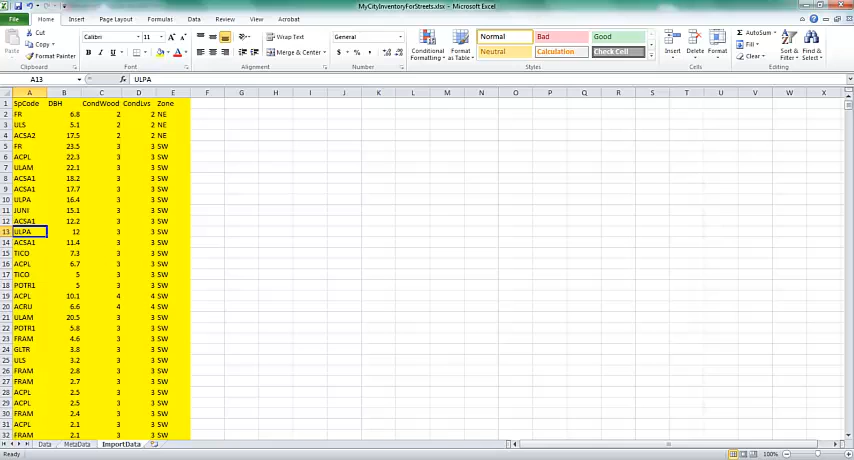 MyCityInventoryForStreets.xlsx - Microsoft Excel
File Home Insert Page Layout Formulas Data Review View Acrobat
Paste
Cut
Copy
Format Painter
Clipboard
Calibri 11
B I U
Font
Wrap Text
Merge & Center
Alignment
General
$ % ,
Number
Conditional Formatting
Format as Table
Normal Bad Good
Neutral Calculation Check Cell
Styles
Insert Delete Format
Cells
AutoSum
Fill
Clear
Sort & Filter
Find & Select
Editing
A13 fx ULPA
A B C D E F G H I J K L M N O P Q R S T U V W X
1 SpCode DBH CondWood CondLvs Zone
2 FR 6.8 2 2 NE
3 ULS 5.1 2 2 NE
4 ACSA2 17.5 2 2 NE
5 FR 23.5 3 3 SW
6 ACPL 22.3 3 3 SW
7 ULAM 22.1 3 3 SW
8 ACSA1 18.2 3 3 SW
9 ACSA1 17.7 3 3 SW
10 ULPA 16.4 3 3 SW
11 JUNI 15.1 3 3 SW
12 ACSA1 12.2 3 3 SW
13 ULPA 12 3 3 SW
14 ACSA1 11.4 3 3 SW
15 TICO 7.3 3 3 SW
16 ACPL 6.7 3 3 SW
17 TICO 5 3 3 SW
18 POTR1 5 3 3 SW
19 ACPL 10.1 4 4 SW
20 ACRU 6.6 4 4 SW
21 ULAM 20.5 3 3 SW
22 POTR1 5.8 3 3 SW
23 FRAM 4.6 3 3 SW
24 GLTR 3.8 3 3 SW
25 ULS 3.2 3 3 SW
26 FRAM 2.8 3 3 SW
27 FRAM 2.7 3 3 SW
28 ACPL 2.5 3 3 SW
29 ACPL 2.5 3 3 SW
30 FRAM 2.4 3 3 SW
31 ACPL 2.1 3 3 SW
32 FRAM 2.1 3 3 SW
Data MetaData ImportData
Ready 100%